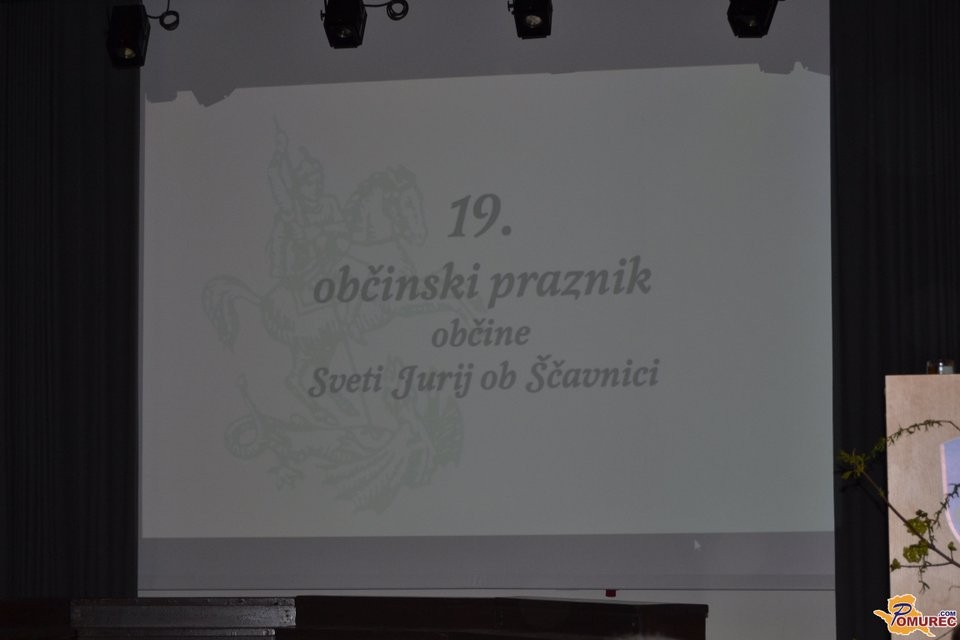 19.
občinski praznik
občine
Sveti Jurij ob Ščavnici
POMUREC.COM